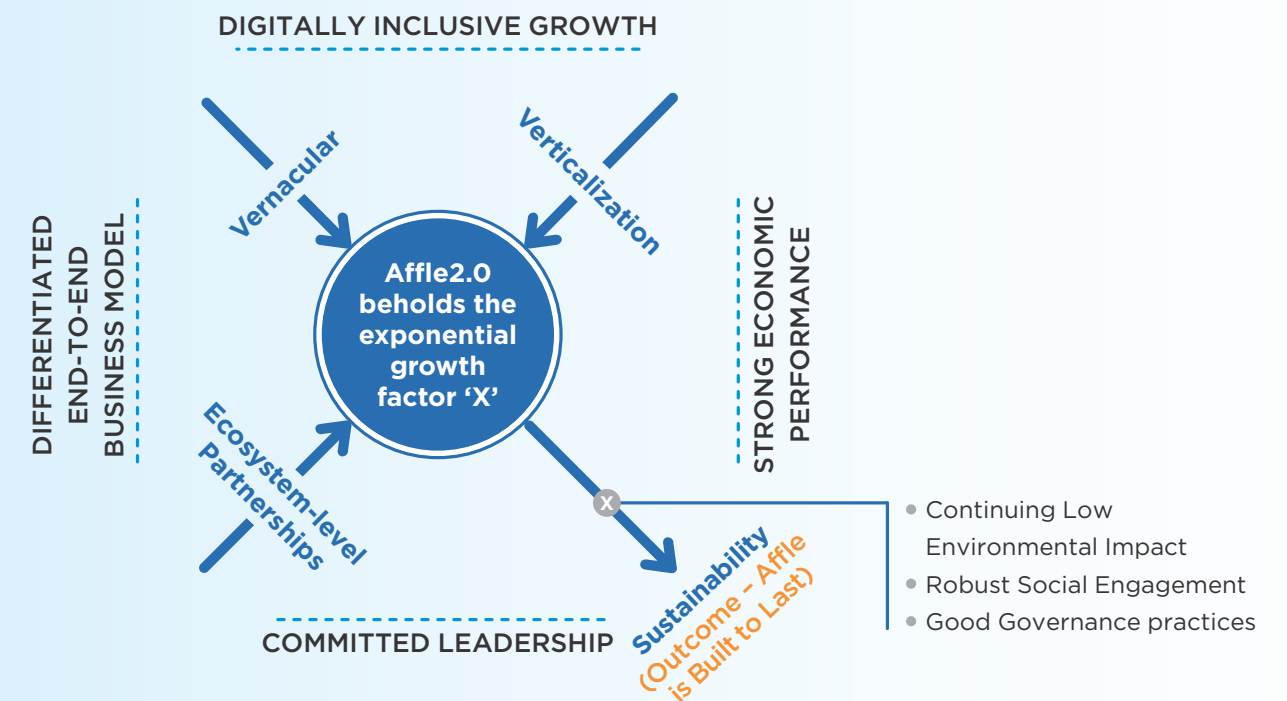 DIGITALLY INCLUSIVE GROWTH
Vernacular
Verticalization
DIFFERENTIATED
END-TO-END
BUSINESS MODEL
Affle2.0
beholds the
exponential
growth
factor ‘X’
STRONG ECONOMIC
PERFORMANCE
Ecosystem-level
Partnerships
X
Sustainability
(Outcome – Affle
is Built to Last)
Continuing Low
Environmental Impact
Robust Social Engagement
Good Governance practices
COMMITTED LEADERSHIP